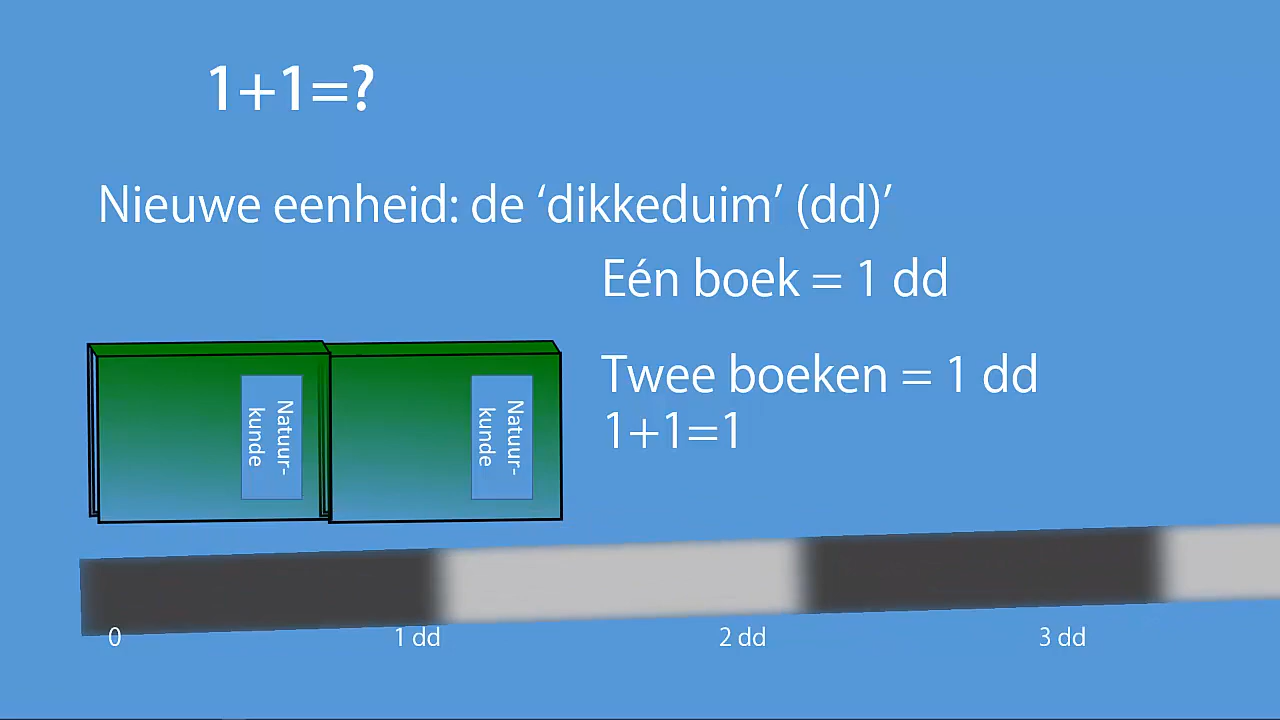 1+1=?
Nieuwe eenheid: de ‘dikkeduim’ (dd)’
Eén boek = 1 dd
Twee boeken = 1 dd
1+1=1
Natuur-
kunde
Natuur-
kunde
0
1 dd
2 dd
3 dd